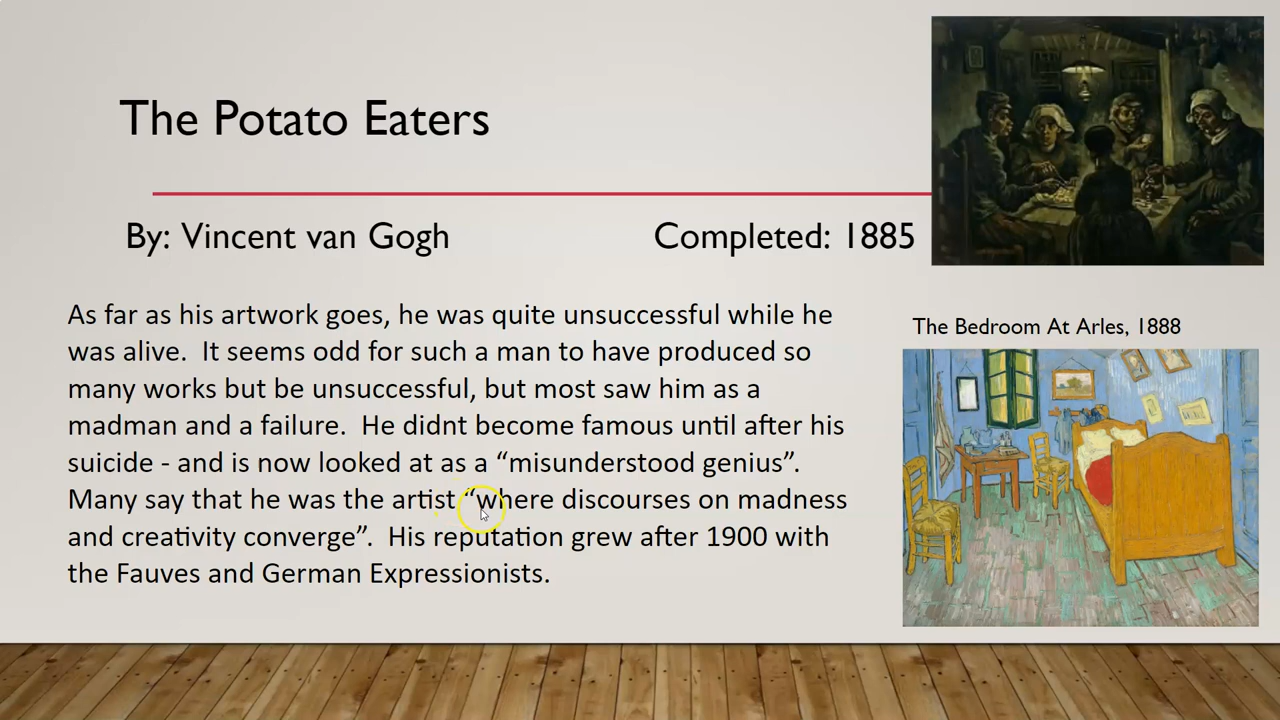 The Potato Eaters
By: Vincent van Gogh
Completed: 1885
As far as his artwork goes, he was quite unsuccessful while he
was alive.  It seems odd for such a man to have produced so
many works but be unsuccessful, but most saw him as a
madman and a failure.  He didnt become famous until after his
suicide - and is now looked at as a “misunderstood genius”.
Many say that he was the artist “where discourses on madness
and creativity converge”.  His reputation grew after 1900 with
the Fauves and German Expressionists.
The Bedroom At Arles, 1888